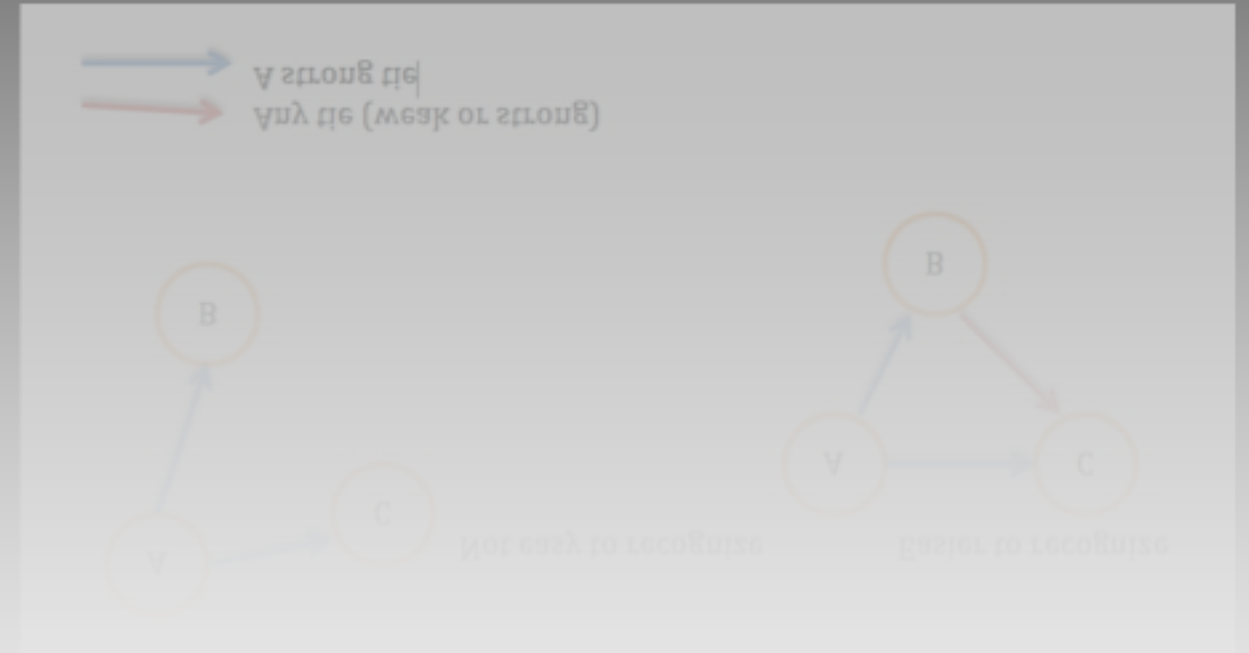 A strong tie
Any tie (weak or strong)
B
B
A
C
C
Not easy to recognize
Easier to recognize
A